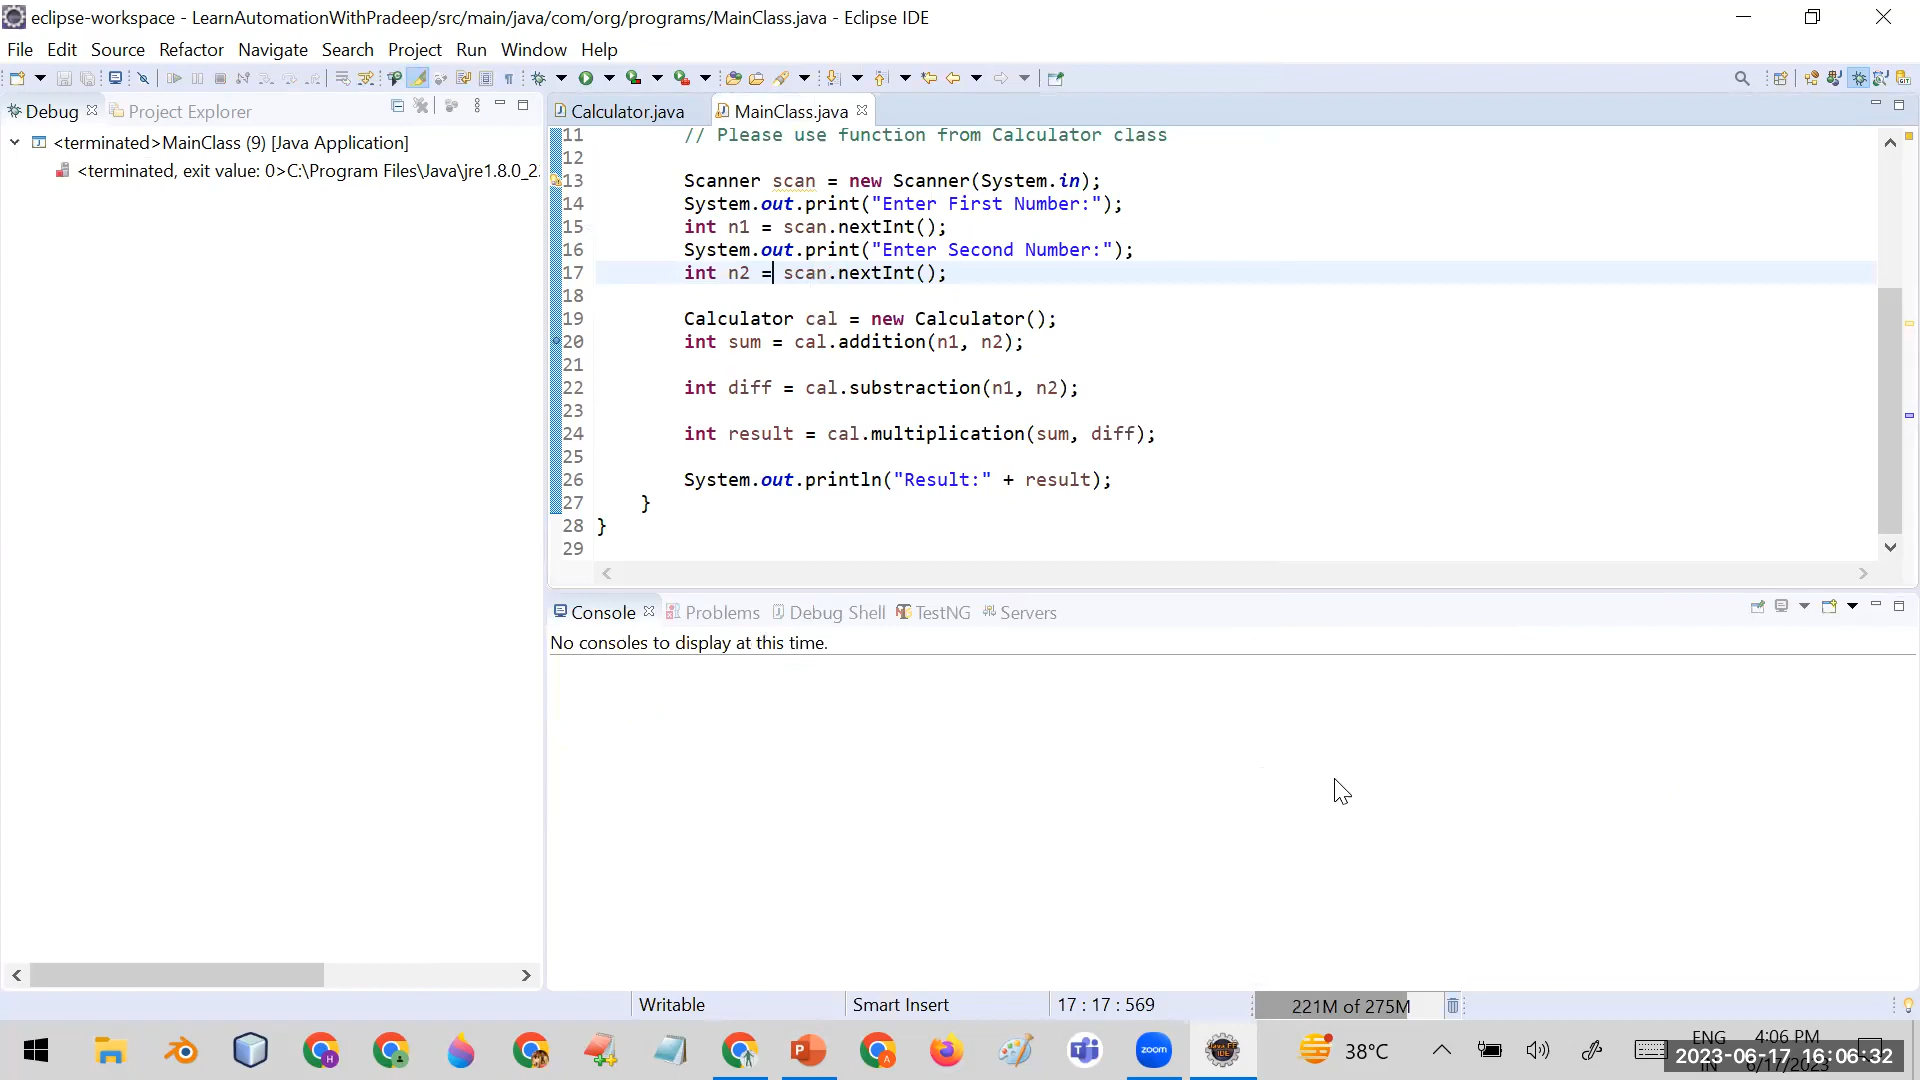 eclipse-workspace - LearnAutomationWithPradeep/src/main/java/com/org/programs/MainClass.java - Eclipse IDE
File Edit Source Refactor Navigate Search Project Run Window Help
Debug Project Explorer
<terminated>MainClass (9) [Java Application]
<terminated, exit value: 0>C:\Program Files\Java\jre1.8.0_2
Calculator.java MainClass.java
11 // Please use function from Calculator class
12
13 Scanner scan = new Scanner(System.in);
14 System.out.print("Enter First Number:");
15 int n1 = scan.nextInt();
16 System.out.print("Enter Second Number:");
17 int n2 = scan.nextInt();
18
19 Calculator cal = new Calculator();
20 int sum = cal.addition(n1, n2);
21
22 int diff = cal.substraction(n1, n2);
23
24 int result = cal.multiplication(sum, diff);
25
26 System.out.println("Result:" + result);
27 }
28 }
29
Console Problems Debug Shell TestNG Servers
No consoles to display at this time.
Writable Smart Insert 17 : 17 : 569 221M of 275M
zoom 38°C ENG 4:06 PM
2023-06-17 16:06:32